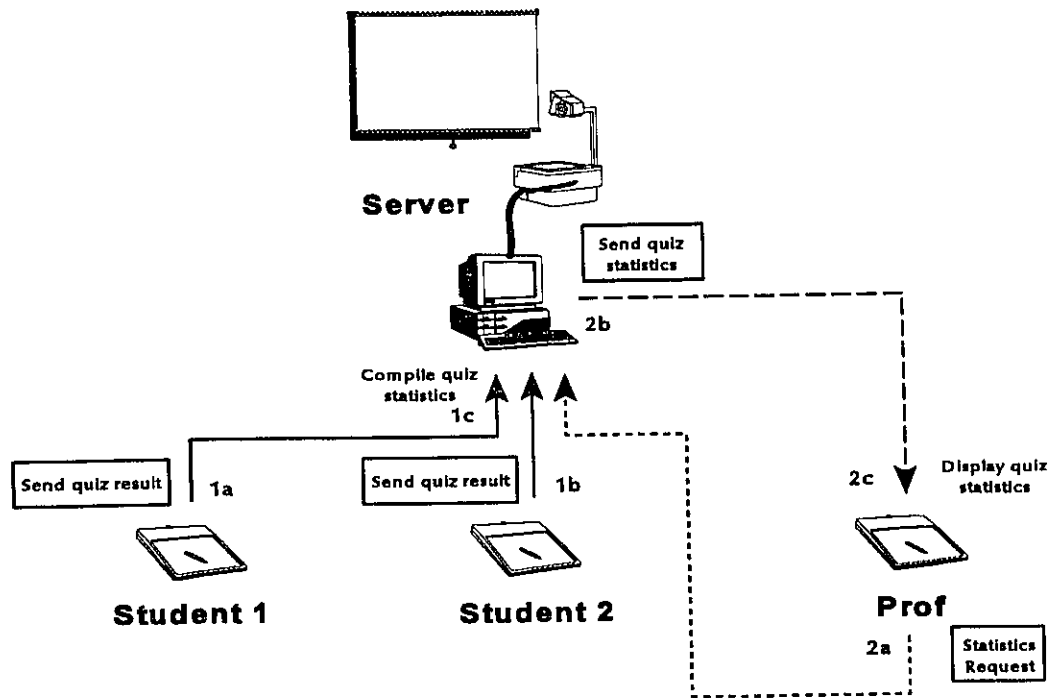 Server
Send quiz
statistics
2b
Compile quiz
statistics
1c
Send quiz result
1a
Send quiz result
1b
2c
Display quiz
statistics
Student 1
Student 2
Prof
2a
Statistics
Request